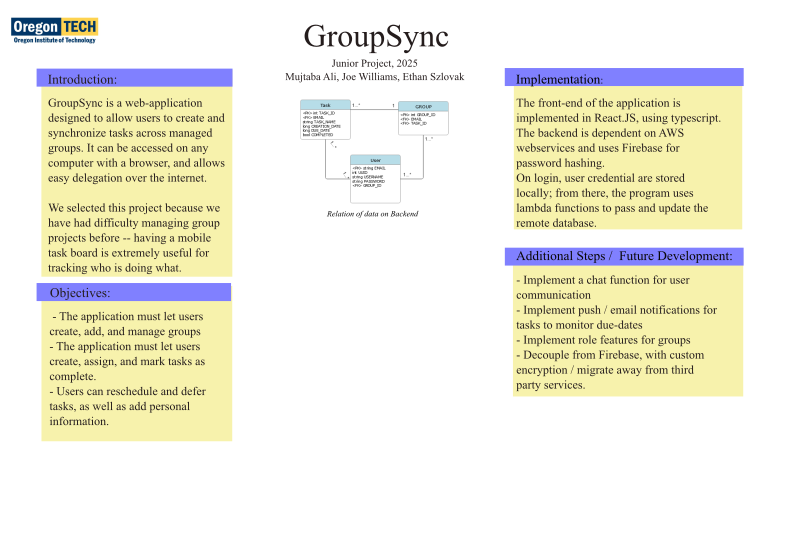 Oregon TECH
Oregon Institute of Technology
GroupSync
Junior Project, 2025
Mujtaba Ali, Joe Williams, Ethan Szlovak
Introduction:
GroupSync is a web-application
designed to allow users to create and
synchronize tasks across managed
groups. It can be accessed on any
computer with a browser, and allows
easy delegation over the internet.
We selected this project because we
have had difficulty managing group
projects before -- having a mobile
task board is extremely useful for
tracking who is doing what.
Objectives:
- The application must let users
create, add, and manage groups
- The application must let users
create, assign, and mark tasks as
complete.
- Users can reschedule and defer
tasks, as well as add personal
information.
Task
<PK> int TASK_ID
<FK> EMAIL
string TASK_NAME
long CREATION_DATE
long DUE_DATE
bool COMPLETED
1...*
1
GROUP
<PK> int GROUP_ID
<FK> EMAIL
<FK> TASK_ID
1...*
User
<PK> string EMAIL
int UUID
string USERNAME
string PASSWORD
<FK> GROUP_ID
1...*
Relation of data on Backend
Implementation:
The front-end of the application is
implemented in React.JS, using typescript.
The backend is dependent on AWS
webservices and uses Firebase for
password hashing.
On login, user credential are stored
locally; from there, the program uses
lambda functions to pass and update the
remote database.
Additional Steps / Future Development:
- Implement a chat function for user
communication
- Implement push / email notifications for
tasks to monitor due-dates
- Implement role features for groups
- Decouple from Firebase, with custom
encryption / migrate away from third
party services.